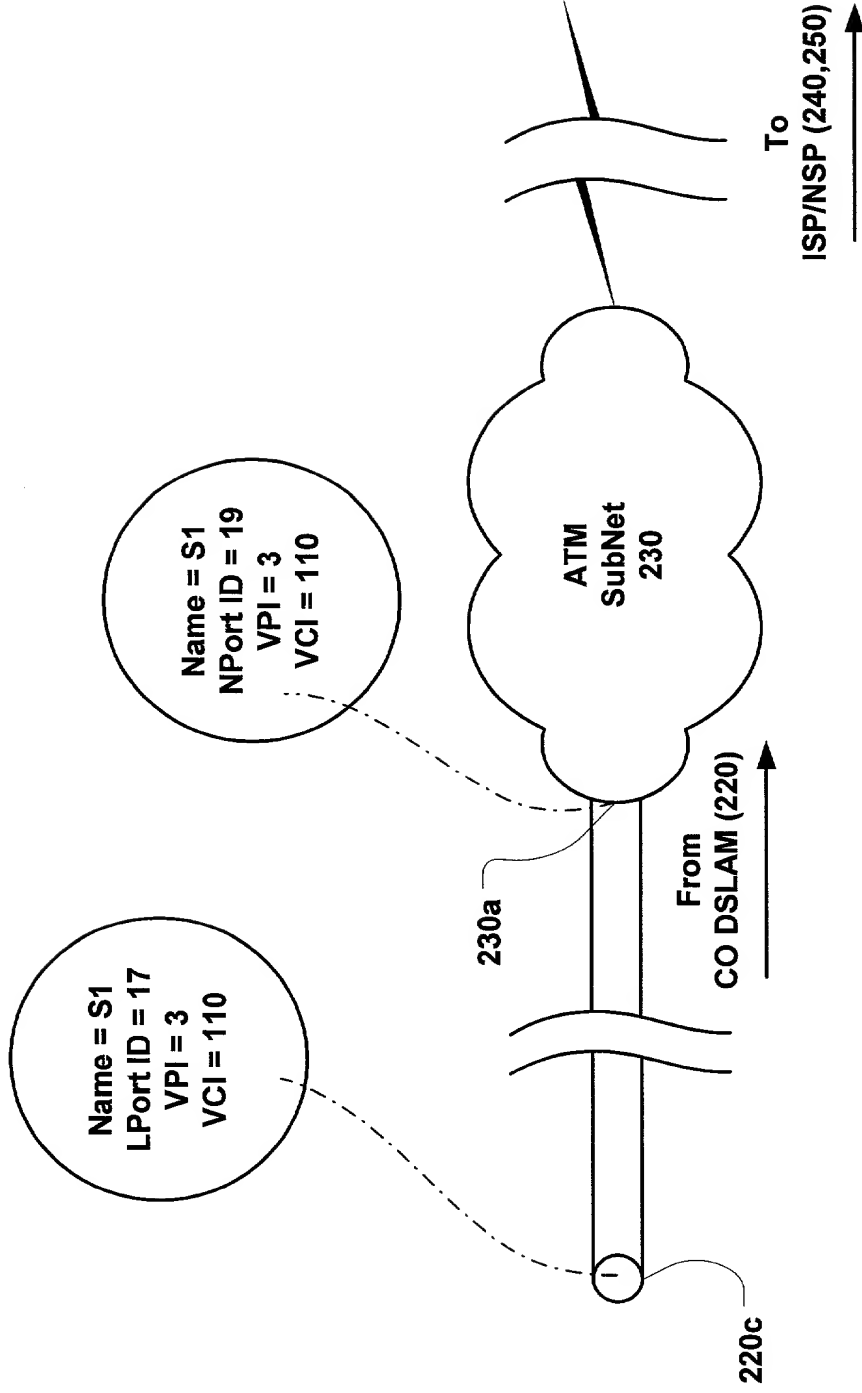 Name = S1
LPort ID = 17
VPI = 3
VCI = 110
Name = S1
NPort ID = 19
VPI = 3
VCI = 110
230a
220c
ATM
SubNet
230
From
CO DSLAM (220)
To
ISP/NSP (240,250)